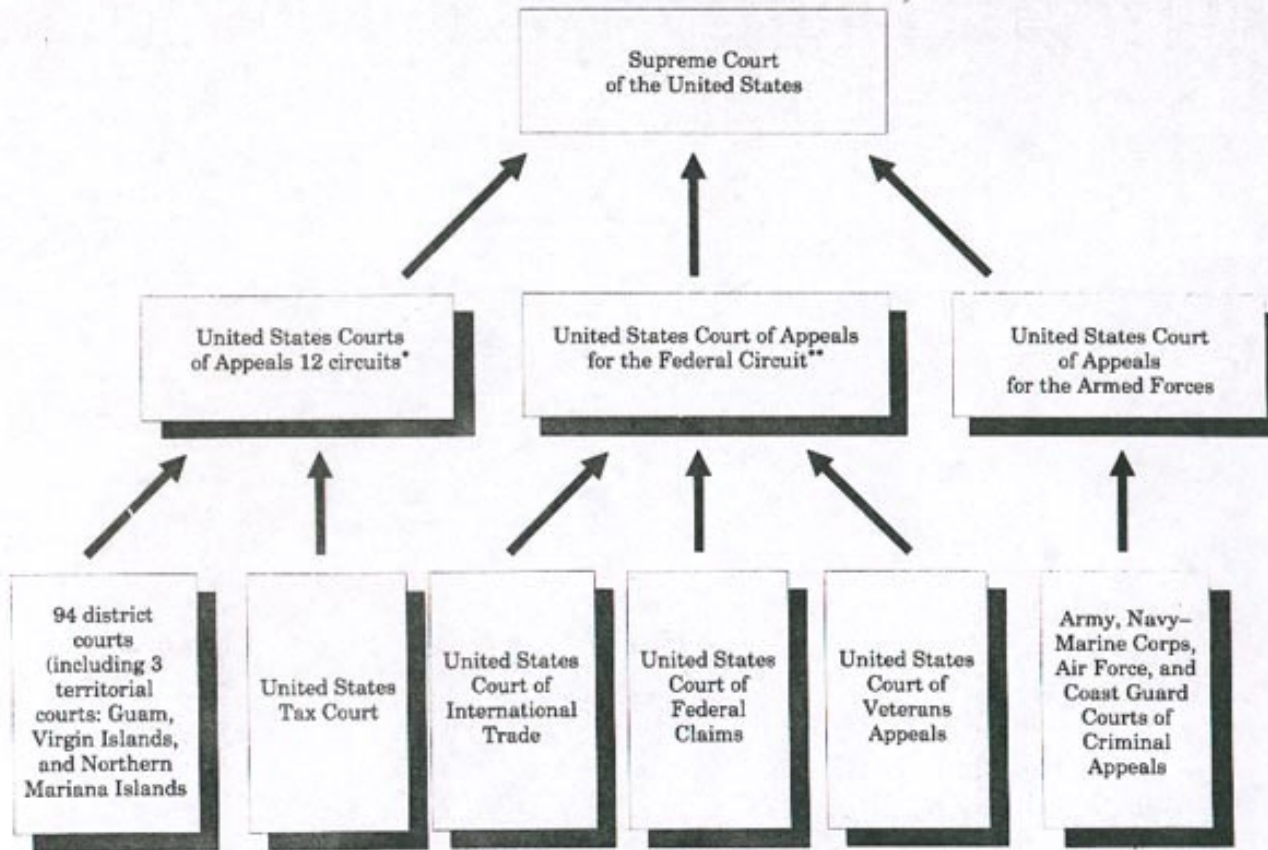 Supreme Court
of the United States
United States Courts
of Appeals 12 circuits*
United States Court of Appeals
for the Federal Circuit**
United States Court
of Appeals
for the Armed Forces
94 district
courts
(including 3
territorial
courts: Guam,
Virgin Islands,
and Northern
Mariana Islands
United States
Tax Court
United States
Court of
International
Trade
United States
Court of
Federal
Claims
United States
Court of
Veterans
Appeals
Army, Navy–
Marine Corps,
Air Force, and
Coast Guard
Courts of
Criminal
Appeals